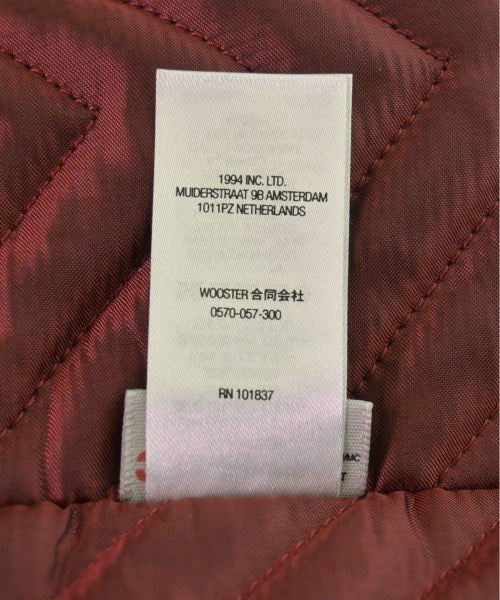 1994 INC. LTD.
MUIDERSTRAAT 9B AMSTERDAM
1011PZ NETHERLANDS
WOOSTER 合同会社
0570-057-300
RN 101837